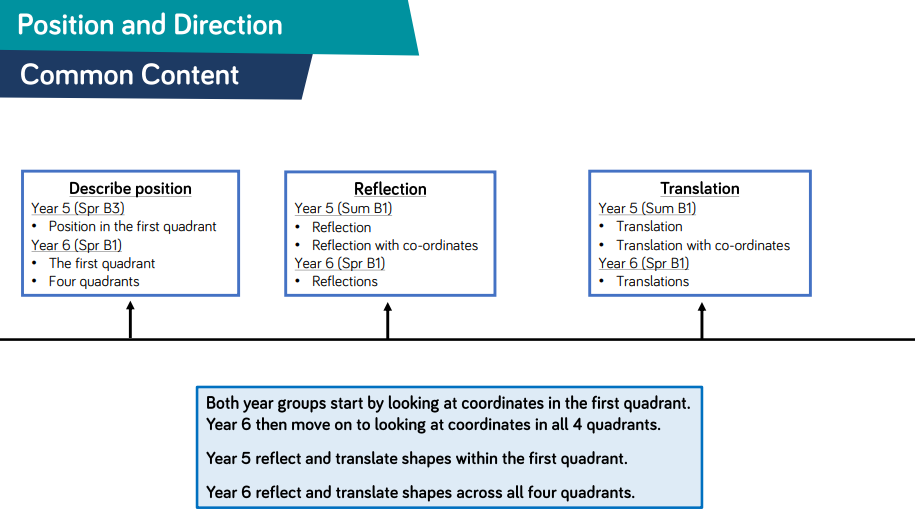 Position and Direction
Common Content
Describe position
Year 5 (Spr B3)
• Position in the first quadrant
Year 6 (Spr B1)
• The first quadrant
• Four quadrants
Reflection
Year 5 (Sum B1)
• Reflection
• Reflection with co-ordinates
Year 6 (Spr B1)
• Reflections
Translation
Year 5 (Sum B1)
• Translation
• Translation with co-ordinates
Year 6 (Spr B1)
• Translations
Both year groups start by looking at coordinates in the first quadrant.
Year 6 then move on to looking at coordinates in all 4 quadrants.
Year 5 reflect and translate shapes within the first quadrant.
Year 6 reflect and translate shapes across all four quadrants.